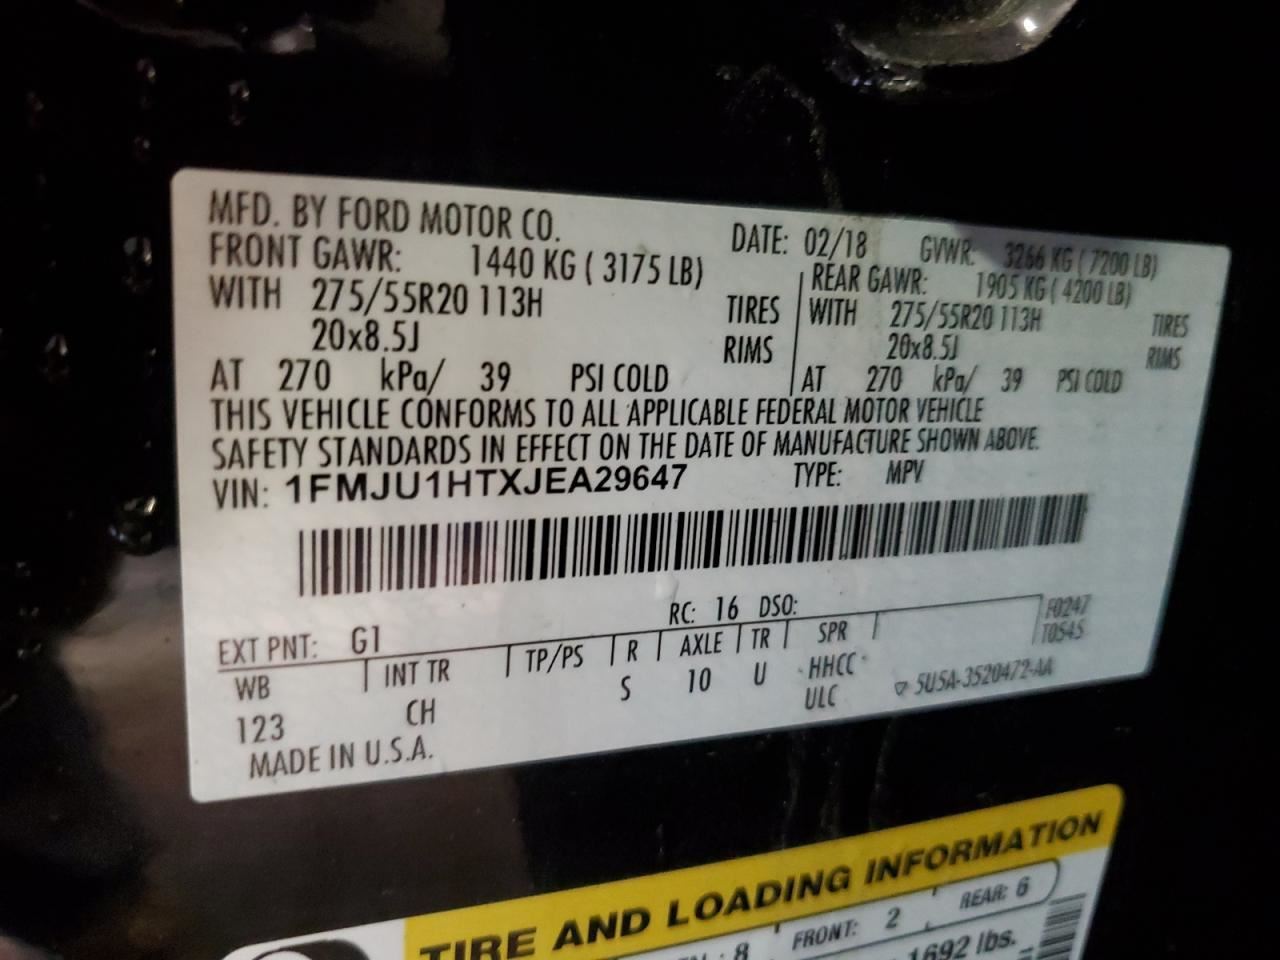 MFD. BY FORD MOTOR CO.
DATE: 02/18 GVWR: 3266 KG ( 7200 LB)
FRONT GAWR: 1440 KG ( 3175 LB)
REAR GAWR: 1905 KG ( 4200 LB)
WITH 275/55R20 113H TIRES
WITH 275/55R20 113H TIRES
20x8.5J RIMS
20x8.5J RIMS
AT 270 kPa/ 39 PSI COLD
AT 270 kPa/ 39 PSI COLD
THIS VEHICLE CONFORMS TO ALL APPLICABLE FEDERAL MOTOR VEHICLE
SAFETY STANDARDS IN EFFECT ON THE DATE OF MANUFACTURE SHOWN ABOVE.
VIN: 1FMJU1HTXJEA29647 TYPE: MPV
RC: 16 DSO: F0247
EXT PNT: G1 T0545
WB INT TR TP/PS R AXLE TR SPR
123 CH S 10 U HHCC
ULC 5U5A-3520472-AA
MADE IN U.S.A.
TIRE AND LOADING INFORMATION
8 FRONT: 2 REAR: 6
1692 lbs.